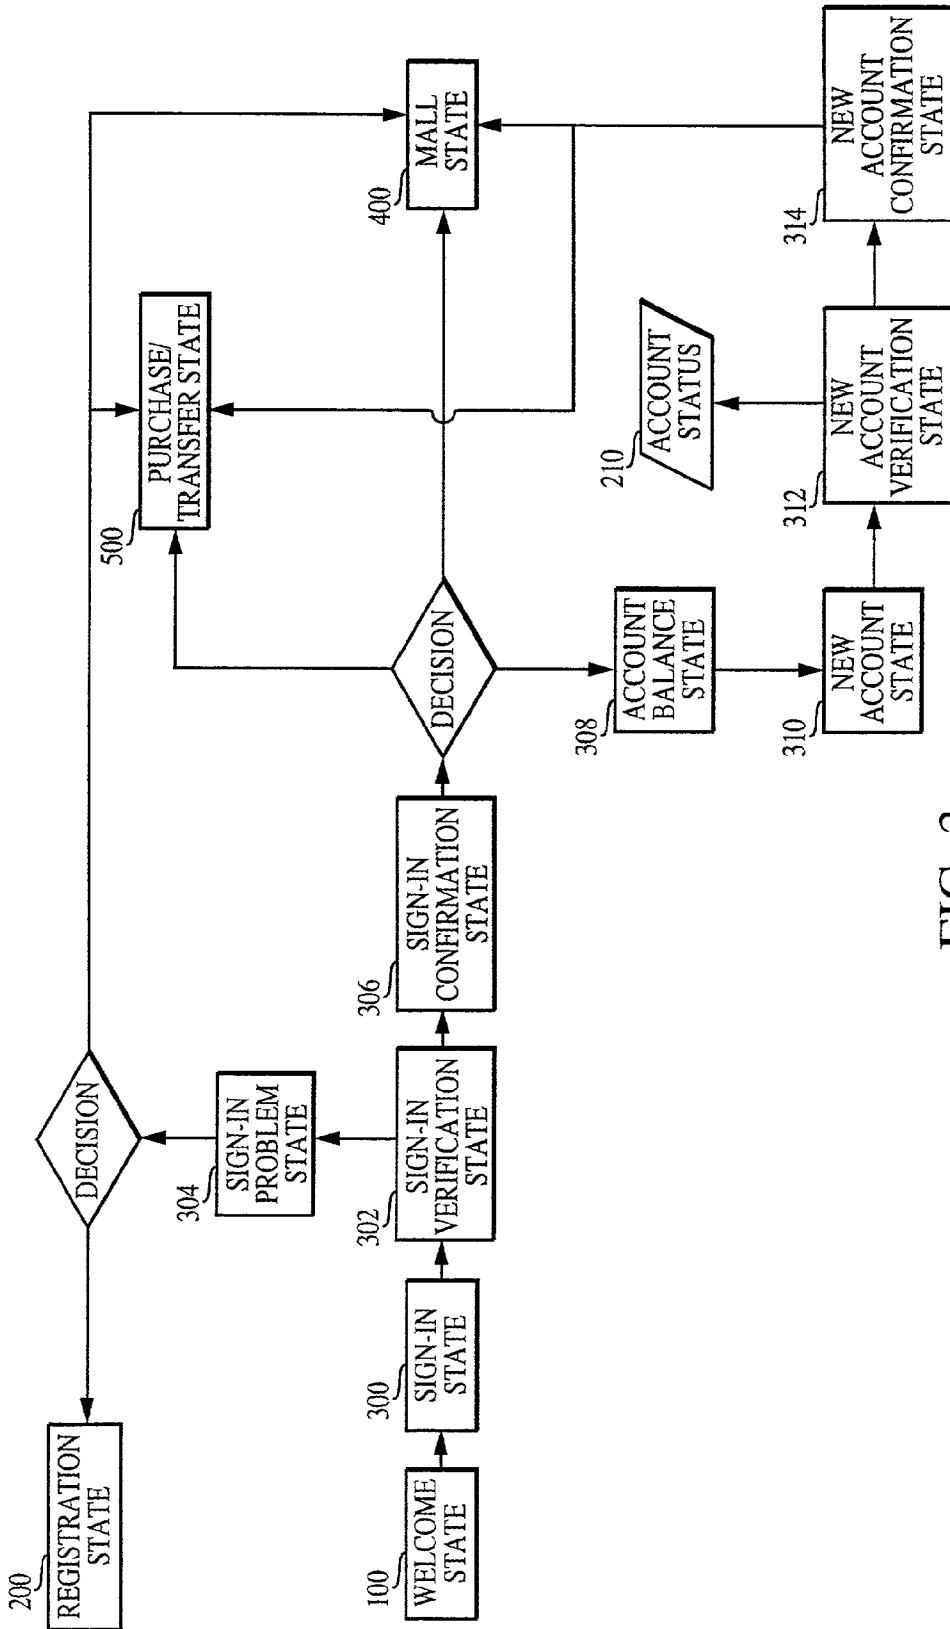 200
REGISTRATION
STATE
DECISION
500
PURCHASE/
TRANSFER STATE
304
SIGN-IN
PROBLEM
STATE
100
WELCOME
STATE
300
SIGN-IN
STATE
302
SIGN-IN
VERIFICATION
STATE
306
SIGN-IN
CONFIRMATION
STATE
DECISION
400
MALL
STATE
308
ACCOUNT
BALANCE
STATE
210
ACCOUNT
STATUS
310
NEW
ACCOUNT
STATE
312
NEW
ACCOUNT
VERIFICATION
STATE
314
NEW
ACCOUNT
CONFIRMATION
STATE
FIG.